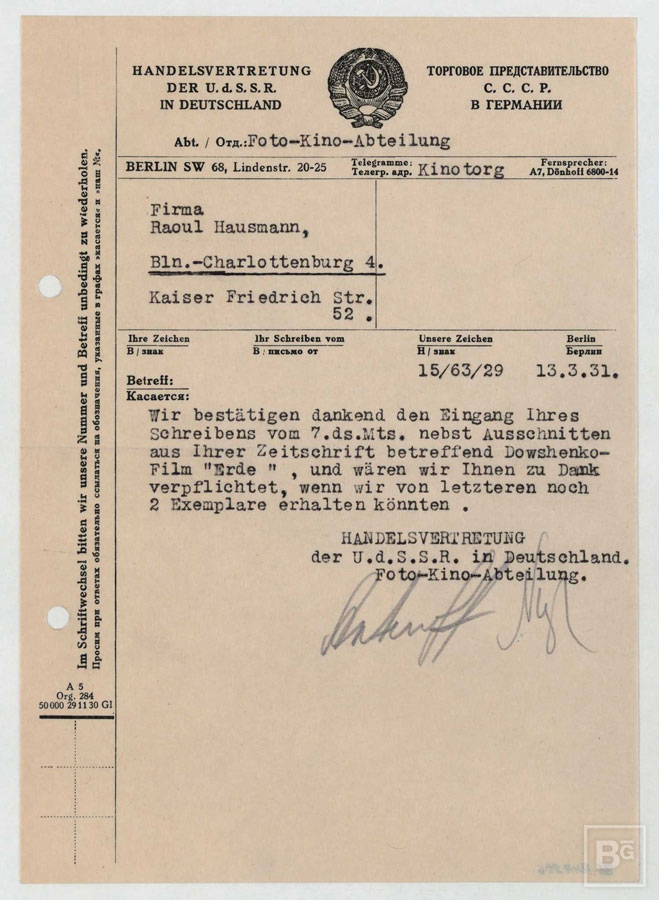 HANDELSVERTRETUNG
DER U.d.S.S.R.
IN DEUTSCHLAND
ТОРГОВОЕ ПРЕДСТАВИТЕЛЬСТВО
С. С. С. Р.
В ГЕРМАНИИ
Abt. / Отд.: Foto-Kino-Abteilung
BERLIN SW 68, Lindenstr. 20-25
Telegramme:
Телегр. адр. Kinotorg
Fernsprecher:
A7, Dönhoff 6800-14
Firma
Raoul Hausmann,
Bln.-Charlottenburg 4.
Kaiser Friedrich Str.
52 .
Ihre Zeichen
В / знак
Ihr Schreiben vom
В / письмо от
Unsere Zeichen
Н / знак
15/63/29
Berlin
Берлин
13.3.31.
Betreff:
Касается:
Wir bestätigen dankend den Eingang Ihres
Schreibens vom 7.ds.Mts. nebst Ausschnitten
aus Ihrer Zeitschrift betreffend Dowshenko-
Film "Erde " , und wären wir Ihnen zu Dank
verpflichtet, wenn wir von letzteren noch
2 Exemplare erhalten könnten .
HANDELSVERTRETUNG
der U.d.S.S.R. in Deutschland.
Foto-Kino-Abteilung.
Im Schriftwechsel bitten wir unsere Nummer und Betreff unbedingt zu wiederholen.
Просим при ответах обязательно ссылаться на обозначения, указанные в графах »касается« и »наш №«.
A 5
Org. 284
50000 291130 GI
BG